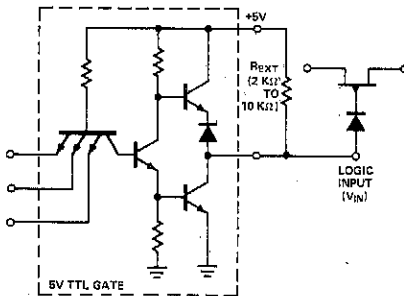 +5V
REXT
(2 KΩ)
TO
10 KΩ)
LOGIC
INPUT
(VIN)
5V TTL GATE